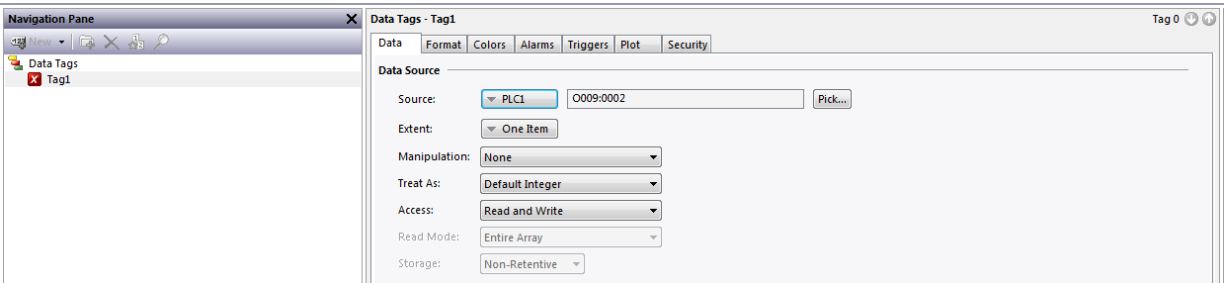 Navigation Pane
New
Data Tags
Tag1
Data Tags - Tag1
Tag 0
Data Format Colors Alarms Triggers Plot Security
Data Source
Source: PLC1 O009:0002 Pick...
Extent: One Item
Manipulation: None
Treat As: Default Integer
Access: Read and Write
Read Mode: Entire Array
Storage: Non-Retentive